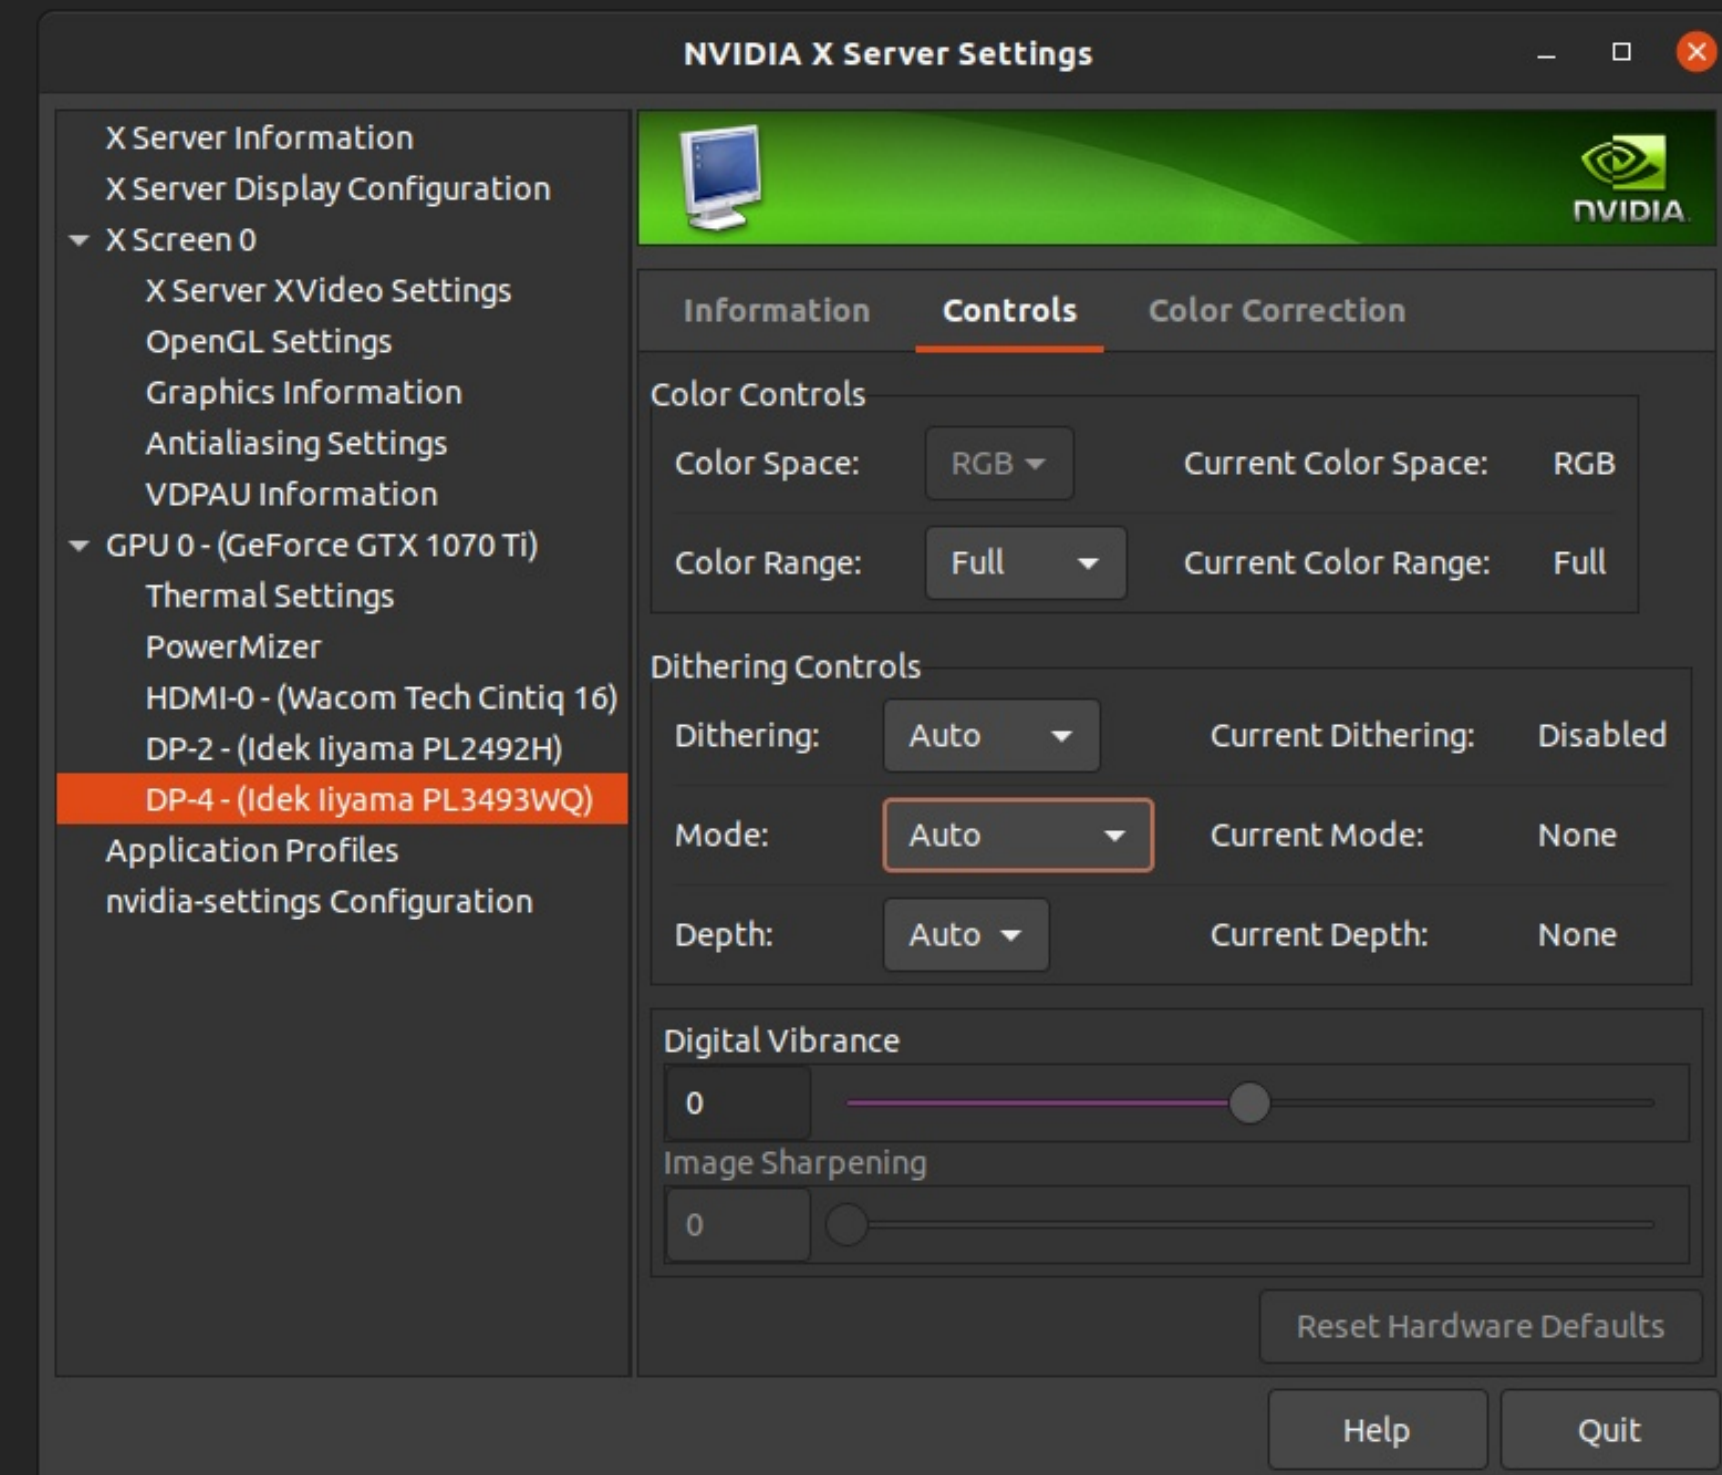 NVIDIA X Server Settings
X Server Information
X Server Display Configuration
X Screen 0
X Server XVideo Settings
OpenGL Settings
Graphics Information
Antialiasing Settings
VDPAU Information
GPU 0 - (GeForce GTX 1070 Ti)
Thermal Settings
PowerMizer
HDMI-0 - (Wacom Tech Cintiq 16)
DP-2 - (Idek Iiyama PL2492H)
DP-4 - (Idek Iiyama PL3493WQ)
Application Profiles
nvidia-settings Configuration
NVIDIA.
Information Controls Color Correction
Color Controls
Color Space: RGB Current Color Space: RGB
Color Range: Full Current Color Range: Full
Dithering Controls
Dithering: Auto Current Dithering: Disabled
Mode: Auto Current Mode: None
Depth: Auto Current Depth: None
Digital Vibrance
0
Image Sharpening
0
Reset Hardware Defaults
Help Quit